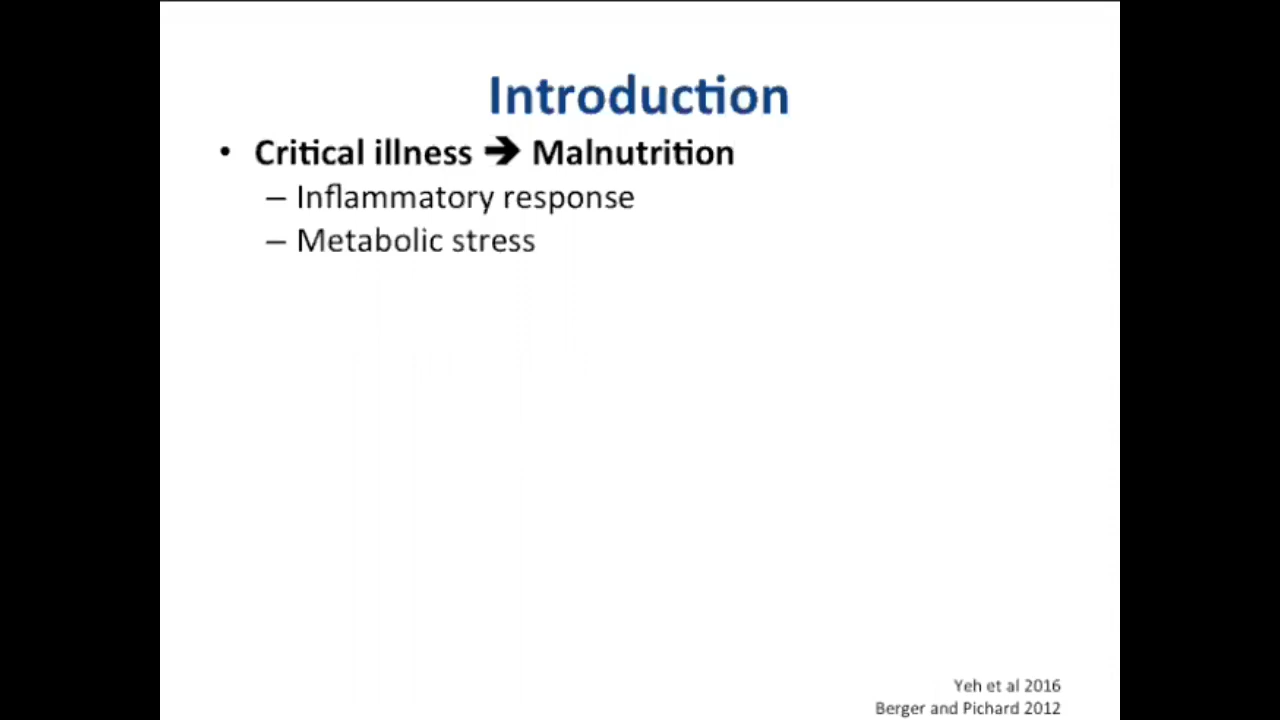 Introduction
• Critical illness ➔ Malnutrition
– Inflammatory response
– Metabolic stress
Yeh et al 2016
Berger and Pichard 2012